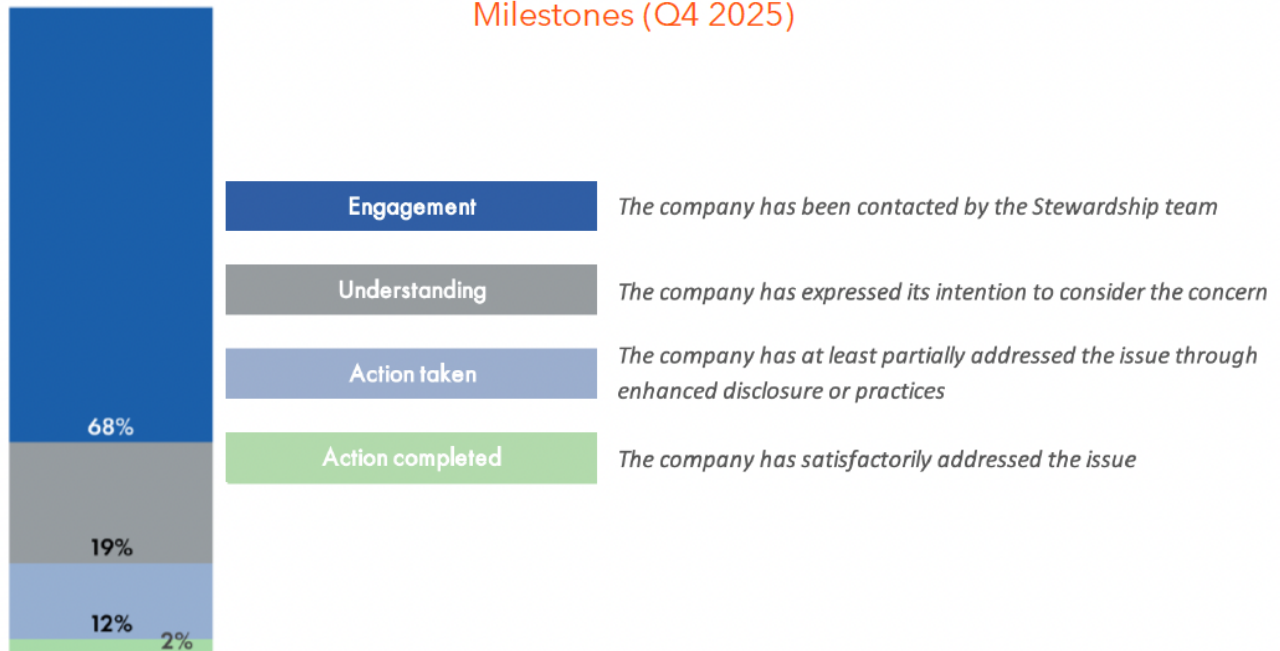 Milestones (Q4 2025)
Engagement
The company has been contacted by the Stewardship team
Understanding
The company has expressed its intention to consider the concern
Action taken
The company has at least partially addressed the issue through
enhanced disclosure or practices
Action completed
The company has satisfactorily addressed the issue
68%
19%
12%
2%